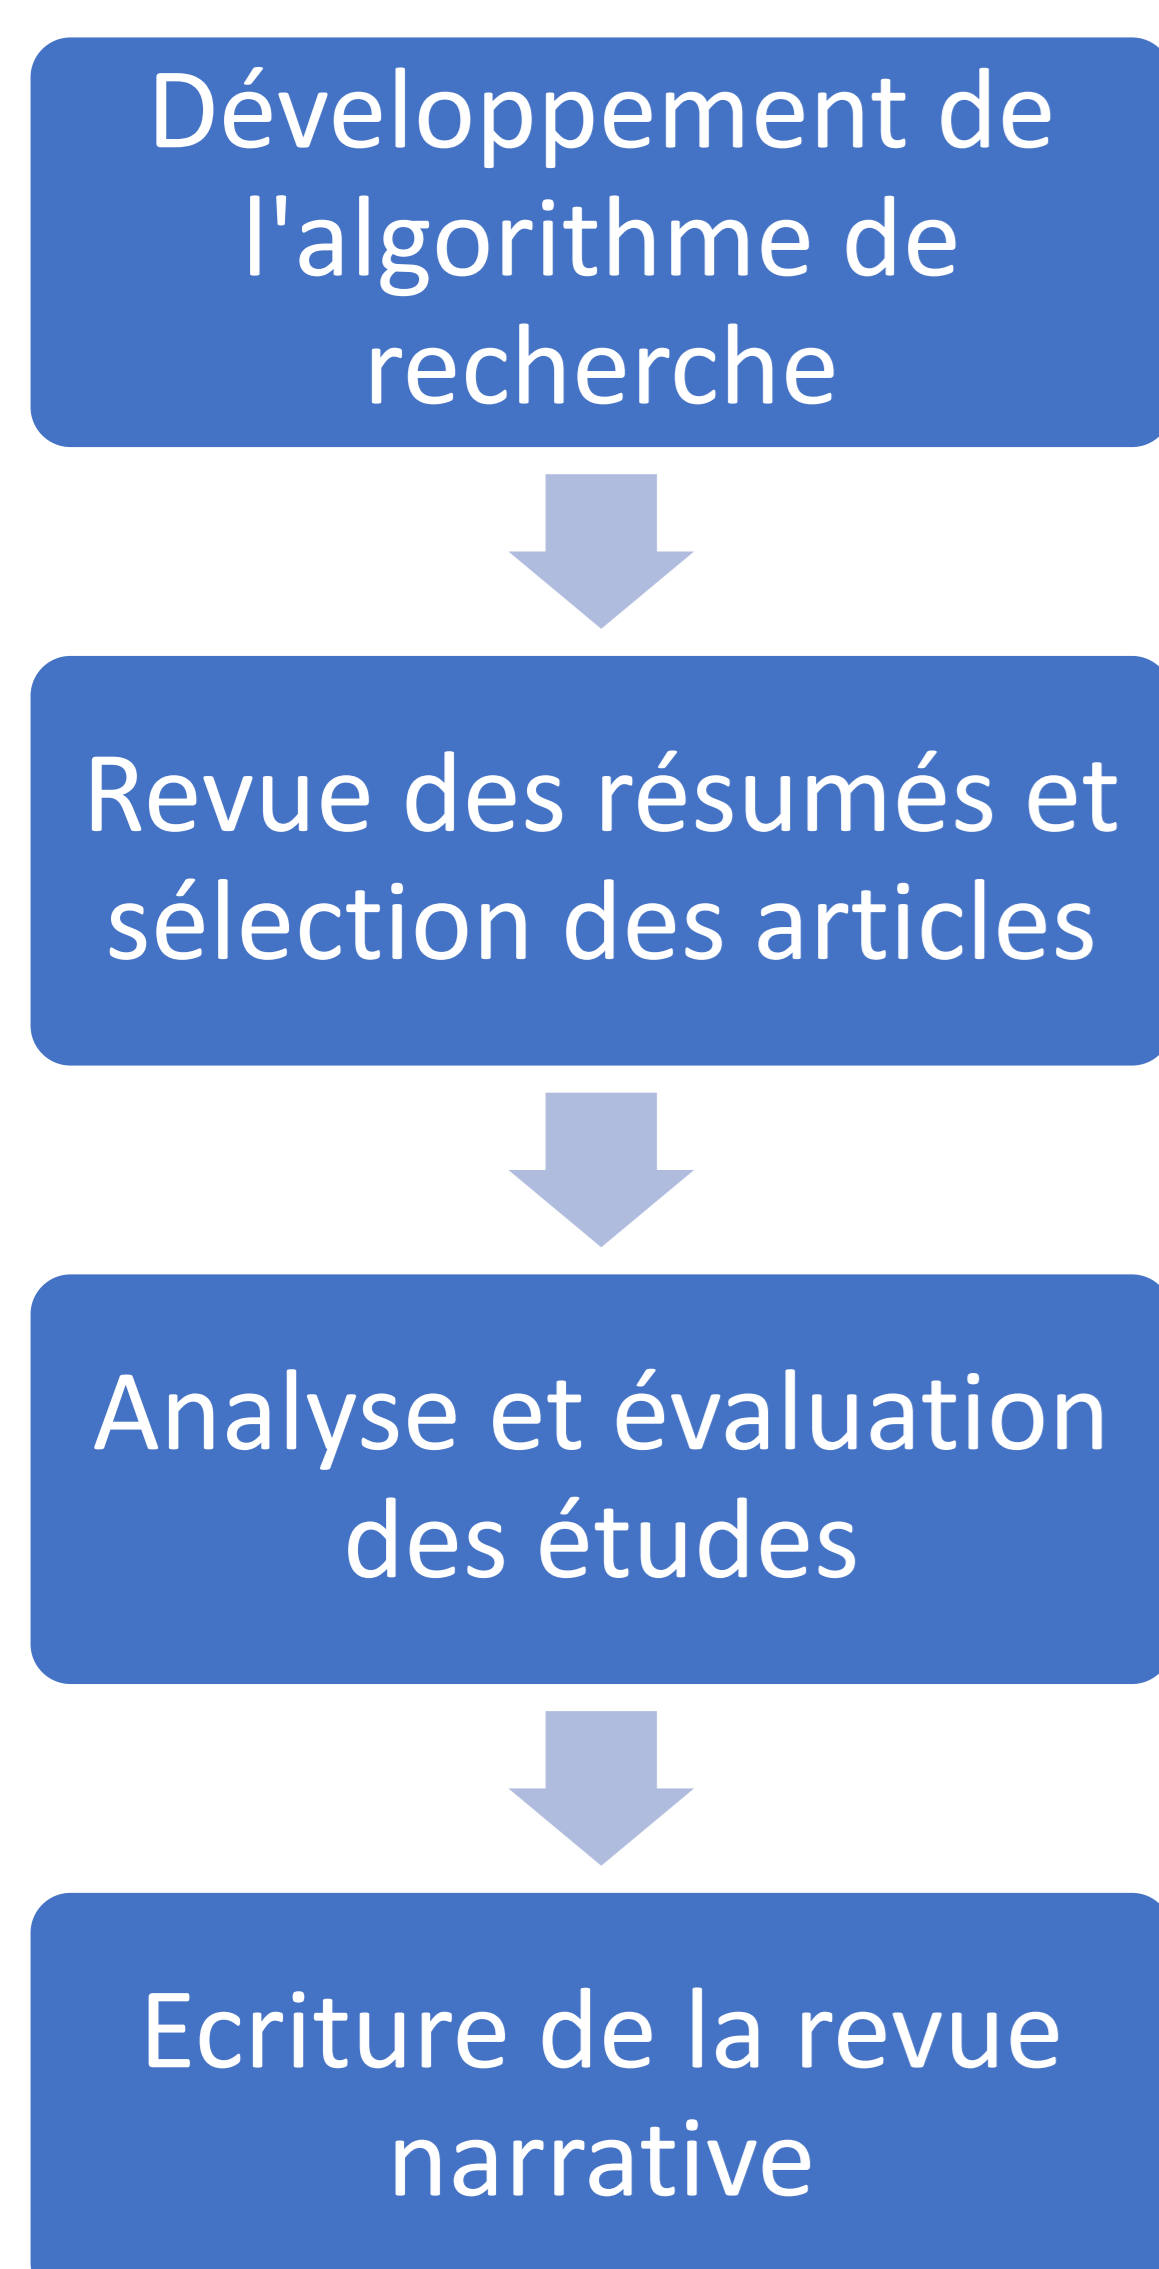 Développement de
l'algorithme de
recherche
Revue des résumés et
sélection des articles
Analyse et évaluation
des études
Ecriture de la revue
narrative